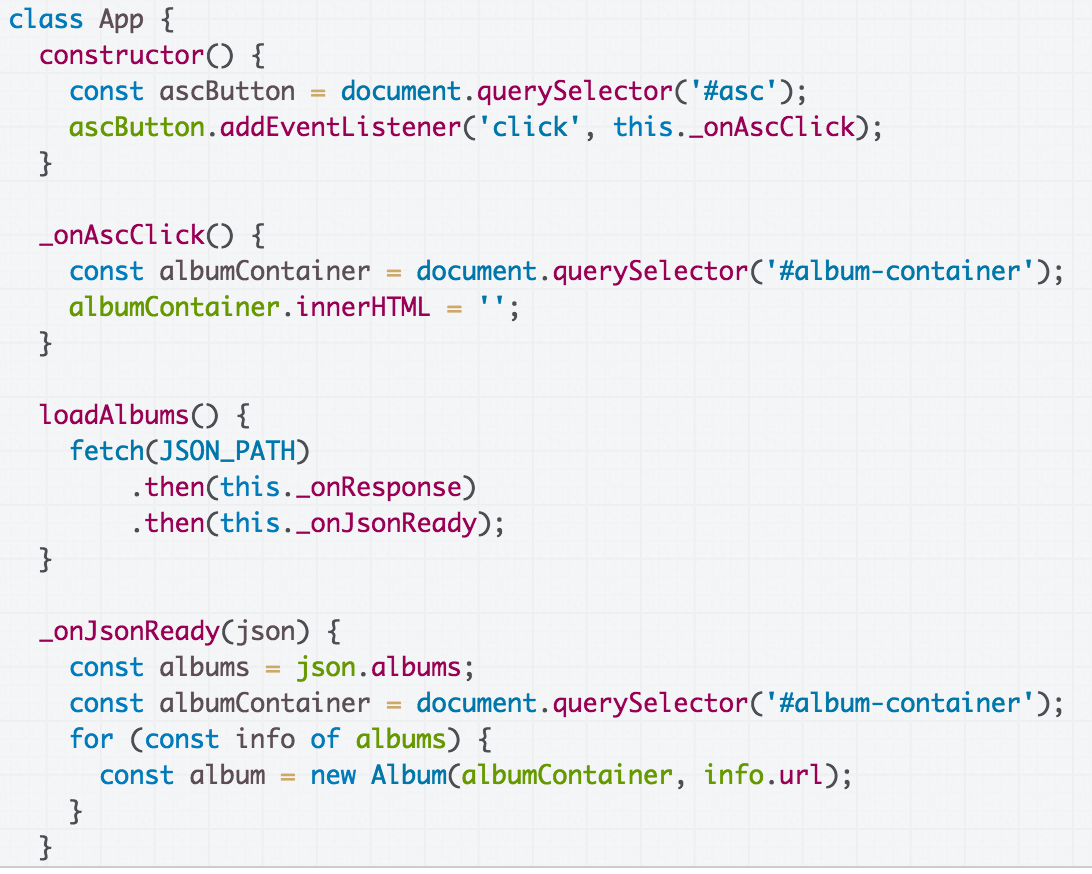 class App {
  constructor() {
    const ascButton = document.querySelector('#asc');
    ascButton.addEventListener('click', this._onAscClick);
  }

  _onAscClick() {
    const albumContainer = document.querySelector('#album-container');
    albumContainer.innerHTML = '';
  }

  loadAlbums() {
    fetch(JSON_PATH)
        .then(this._onResponse)
        .then(this._onJsonReady);
  }

  _onJsonReady(json) {
    const albums = json.albums;
    const albumContainer = document.querySelector('#album-container');
    for (const info of albums) {
      const album = new Album(albumContainer, info.url);
    }
  }